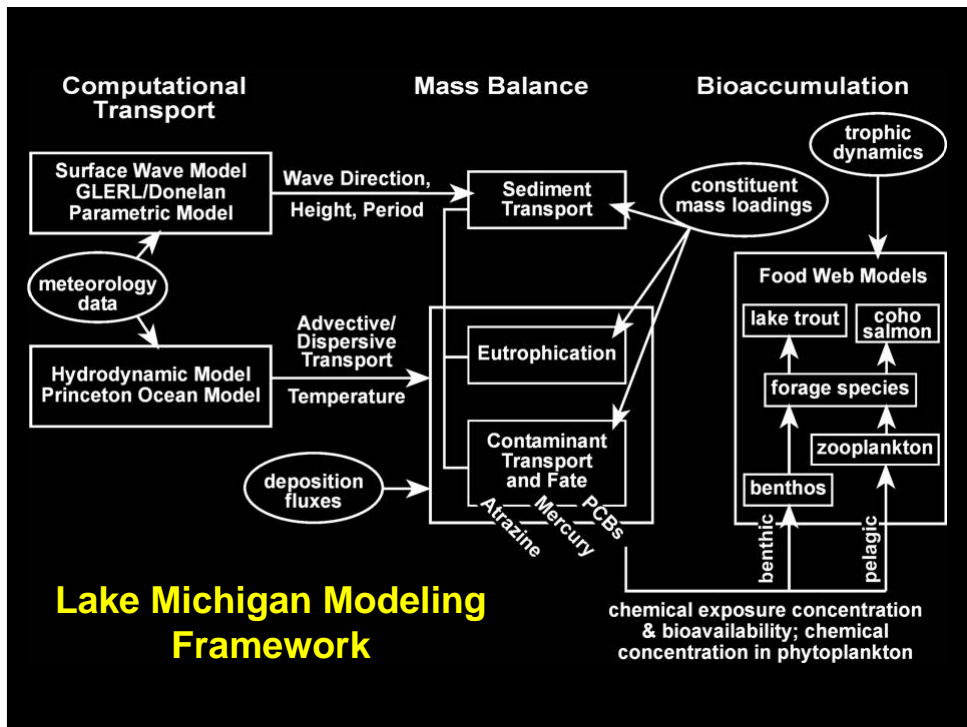 Computational
Transport
Mass Balance
Bioaccumulation
trophic
dynamics
Surface Wave Model
GLERL/Donelan
Parametric Model
Wave Direction,
Height, Period
Sediment
Transport
constituent
mass loadings
meteorology
data
Food Web Models
lake trout
coho
salmon
Advective/
Dispersive
Transport
Temperature
Eutrophication
Hydrodynamic Model
Princeton Ocean Model
forage species
Contaminant
Transport
and Fate
zooplankton
deposition
fluxes
benthos
Atrazine
Mercury
PCBs
benthic
pelagic
Lake Michigan Modeling
Framework
chemical exposure concentration
& bioavailability; chemical
concentration in phytoplankton